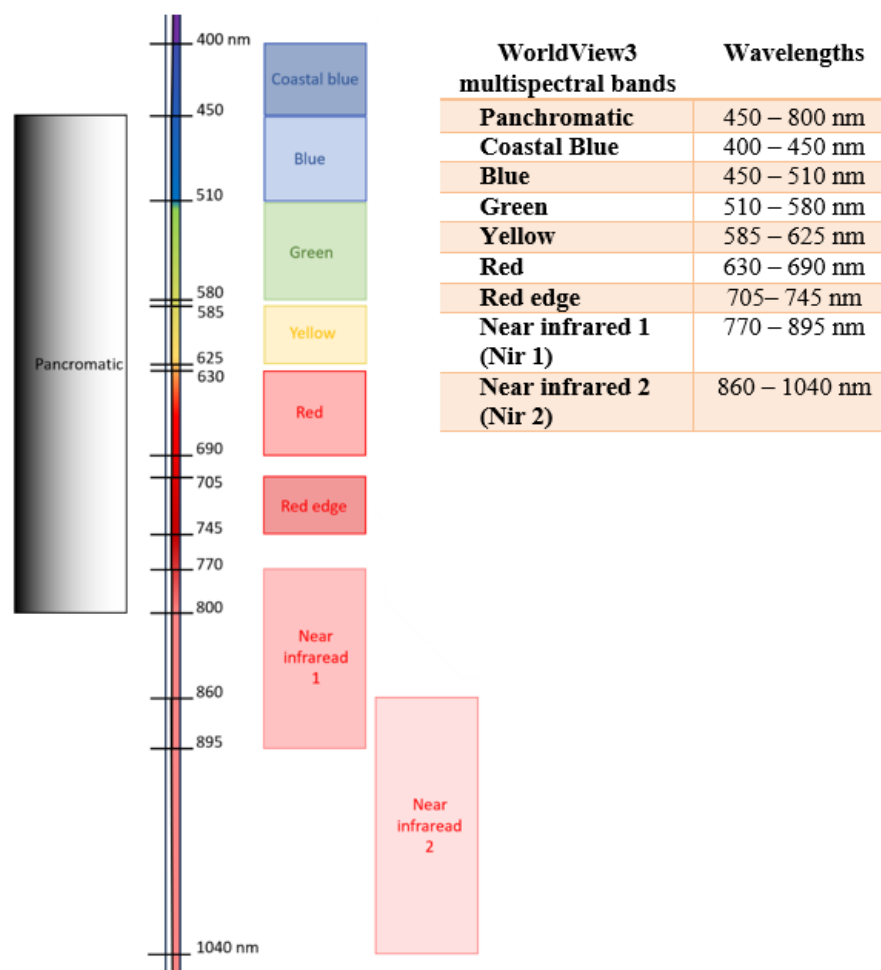 400 nm
Coastal blue
450
Blue
510
Green
580
585
Yellow
625
630
Pancromatic
Red
690
705
Red edge
745
770
800
Near
infraread
1
860
895
Near
infraread
2
1040 nm
WorldView3 Wavelengths
multispectral bands
Panchromatic 450 – 800 nm
Coastal Blue 400 – 450 nm
Blue 450 – 510 nm
Green 510 – 580 nm
Yellow 585 – 625 nm
Red 630 – 690 nm
Red edge 705– 745 nm
Near infrared 1 770 – 895 nm
(Nir 1)
Near infrared 2 860 – 1040 nm
(Nir 2)